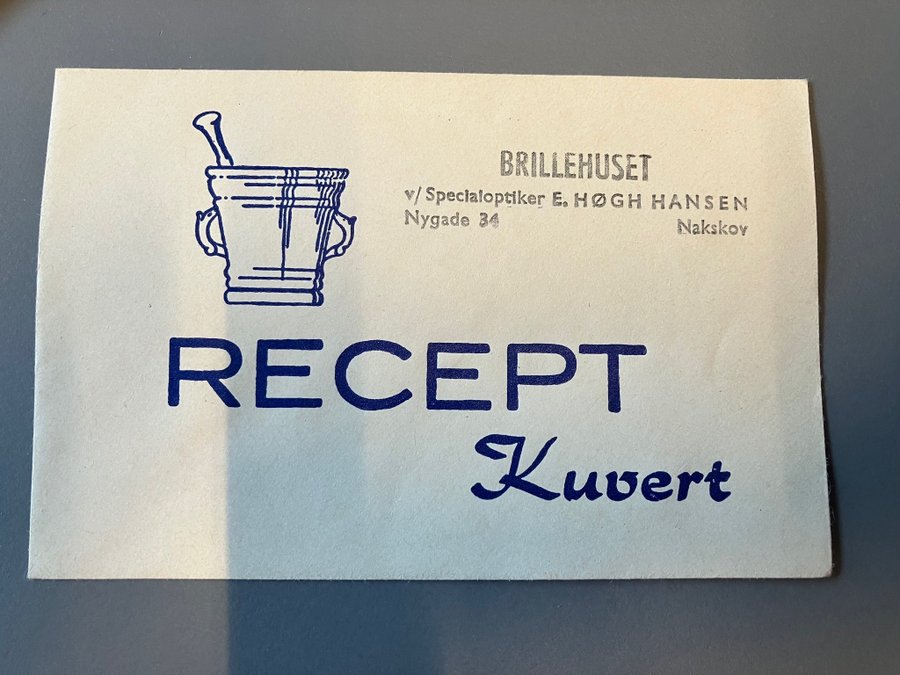 BRILLEHUSET
v/ Specialoptiker E. HØGH HANSEN
Nygade 34 Nakskov
RECEPT
Kuvert